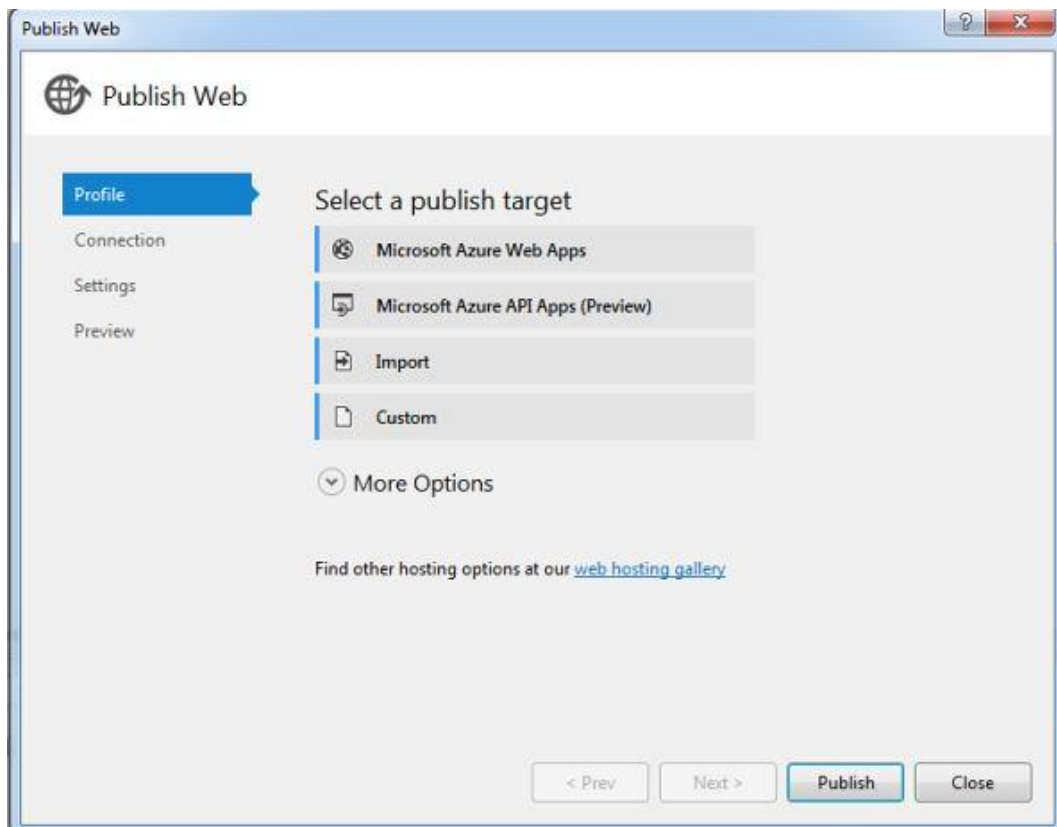 Publish Web
?
Publish Web
Profile
Connection
Settings
Preview
Select a publish target
Microsoft Azure Web Apps
Microsoft Azure API Apps (Preview)
Import
Custom
More Options
Find other hosting options at our web hosting gallery
< Prev
Next >
Publish
Close